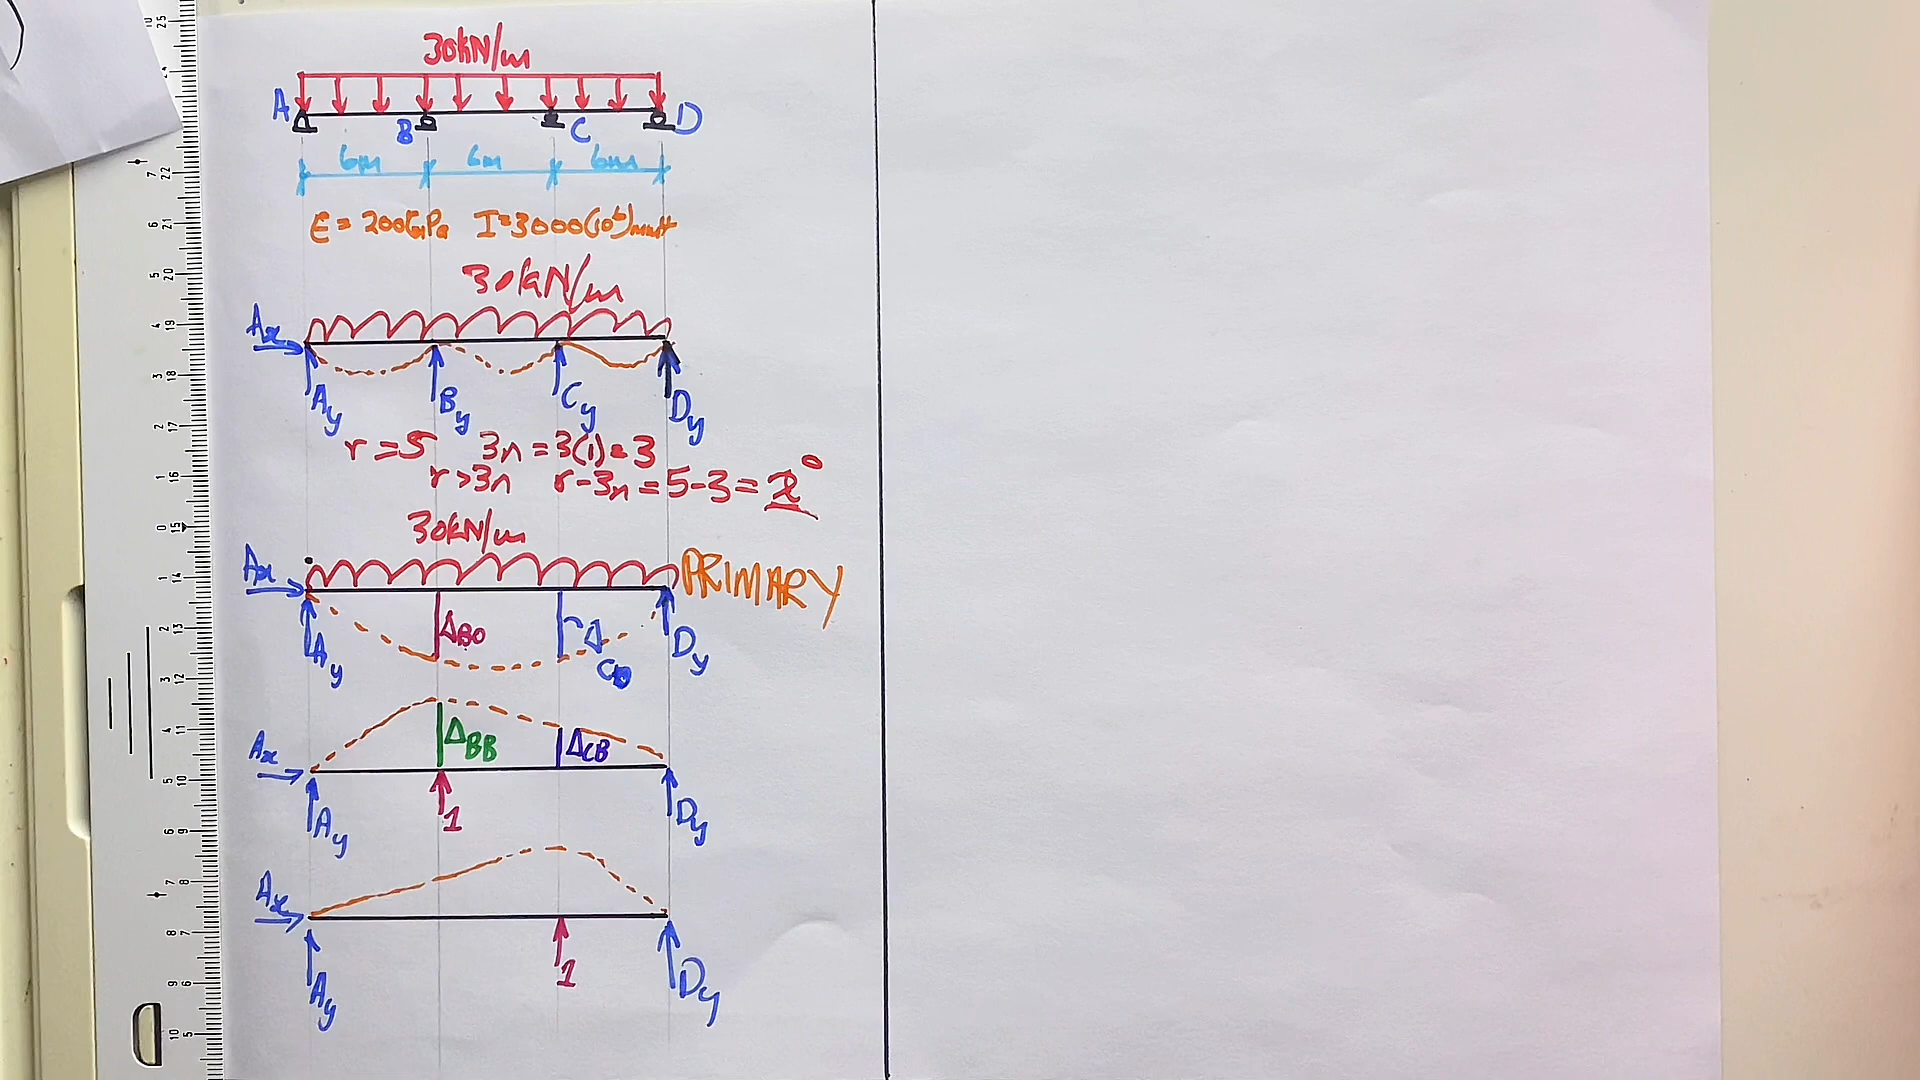 30kN/m
A B C D
6m 6m 6m
E = 200GPa I=3000(10⁶)mm⁴
30kN/m
Ax
Ay By Cy Dy
r = 5 3n = 3(1) = 3
r > 3n r - 3n = 5 - 3 = 2°
30kN/m
Ax PRIMARY
ΔBO ΔCO
Ay Dy
Ax ΔBB ΔCB
Ay 1 Dy
Ax
Ay 1 Dy